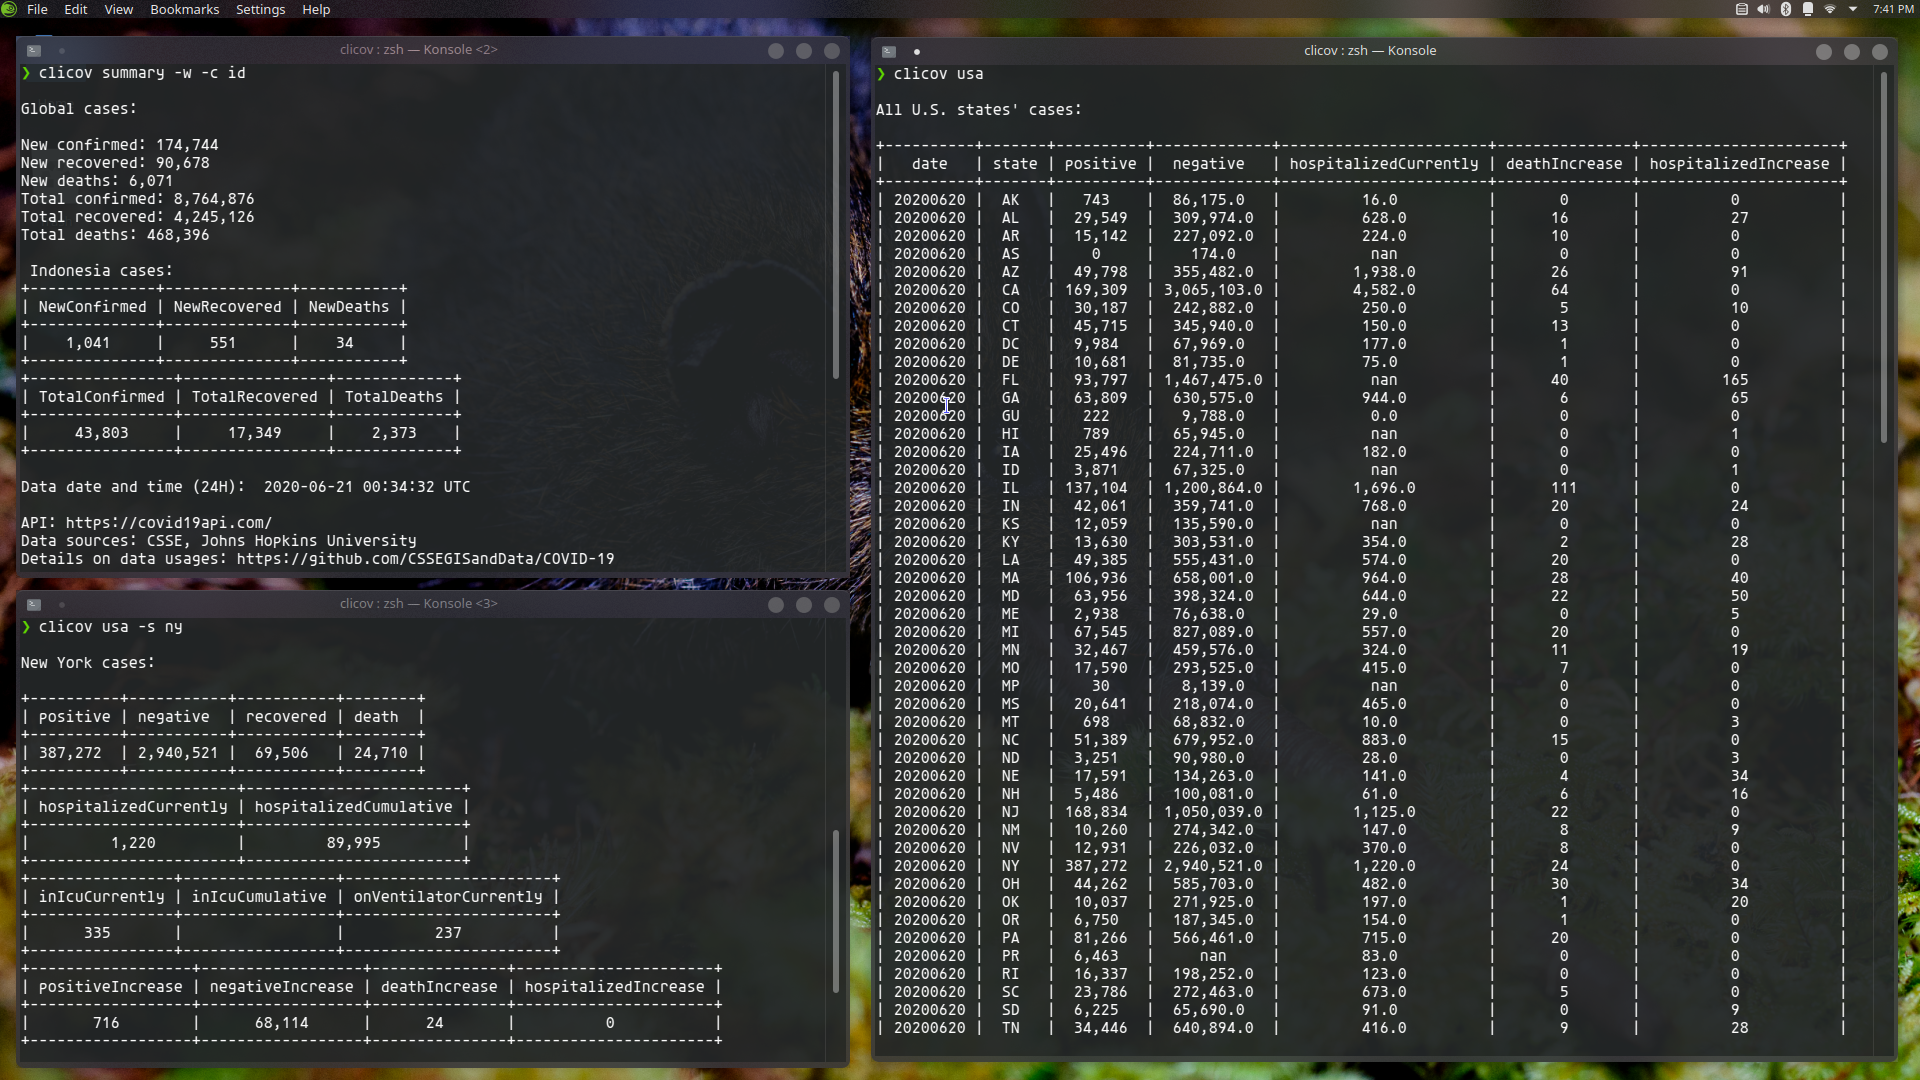 File Edit View Bookmarks Settings Help
7:41 PM
clicov : zsh — Konsole <2>
❯ clicov summary -w -c id
Global cases:
New confirmed: 174,744
New recovered: 90,678
New deaths: 6,071
Total confirmed: 8,764,876
Total recovered: 4,245,126
Total deaths: 468,396
Indonesia cases:
+---------------+--------------+-----------+
| NewConfirmed | NewRecovered | NewDeaths |
+---------------+--------------+-----------+
| 1,041 | 551 | 34 |
+---------------+--------------+-----------+
+-----------------+----------------+-------------+
| TotalConfirmed | TotalRecovered | TotalDeaths |
+-----------------+----------------+-------------+
| 43,803 | 17,349 | 2,373 |
+-----------------+----------------+-------------+
Data date and time (24H): 2020-06-21 00:34:32 UTC
API: https://covid19api.com/
Data sources: CSSE, Johns Hopkins University
Details on data usages: https://github.com/CSSEGISandData/COVID-19
clicov : zsh — Konsole <3>
❯ clicov usa -s ny
New York cases:
+----------+-----------+-----------+--------+
| positive | negative | recovered | death |
+----------+-----------+-----------+--------+
| 387,272 | 2,940,521 | 69,506 | 24,710 |
+----------+-----------+-----------+--------+
+-----------------------+------------------------+
| hospitalizedCurrently | hospitalizedCumulative |
+-----------------------+------------------------+
| 1,220 | 89,995 |
+-----------------------+------------------------+
+----------------+-----------------+-----------------------+
| inIcuCurrently | inIcuCumulative | onVentilatorCurrently |
+----------------+-----------------+-----------------------+
| 335 | | 237 |
+----------------+-----------------+-----------------------+
+------------------+------------------+---------------+----------------------+
| positiveIncrease | negativeIncrease | deathIncrease | hospitalizedIncrease |
+------------------+------------------+---------------+----------------------+
| 716 | 68,114 | 24 | 0 |
+------------------+------------------+---------------+----------------------+
clicov : zsh — Konsole
❯ clicov usa
All U.S. states' cases:
+----------+-------+----------+-------------+-----------------------+---------------+----------------------+
| date | state | positive | negative | hospitalizedCurrently | deathIncrease | hospitalizedIncrease |
+----------+-------+----------+-------------+-----------------------+---------------+----------------------+
| 20200620 | AK | 743 | 86,175.0 | 16.0 | 0 | 0 |
| 20200620 | AL | 29,549 | 309,974.0 | 628.0 | 16 | 27 |
| 20200620 | AR | 15,142 | 227,092.0 | 224.0 | 10 | 0 |
| 20200620 | AS | 0 | 174.0 | nan | 0 | 0 |
| 20200620 | AZ | 49,798 | 355,482.0 | 1,938.0 | 26 | 91 |
| 20200620 | CA | 169,309 | 3,065,103.0 | 4,582.0 | 64 | 0 |
| 20200620 | CO | 30,187 | 242,882.0 | 250.0 | 5 | 10 |
| 20200620 | CT | 45,715 | 345,940.0 | 150.0 | 13 | 0 |
| 20200620 | DC | 9,984 | 67,969.0 | 177.0 | 1 | 0 |
| 20200620 | DE | 10,681 | 81,735.0 | 75.0 | 1 | 0 |
| 20200620 | FL | 93,797 | 1,467,475.0 | nan | 40 | 165 |
| 20200620 | GA | 63,809 | 630,575.0 | 944.0 | 6 | 65 |
| 20200620 | GU | 222 | 9,788.0 | 0.0 | 0 | 0 |
| 20200620 | HI | 789 | 65,945.0 | nan | 0 | 1 |
| 20200620 | IA | 25,496 | 224,711.0 | 182.0 | 0 | 0 |
| 20200620 | ID | 3,871 | 67,325.0 | nan | 0 | 1 |
| 20200620 | IL | 137,104 | 1,200,864.0 | 1,696.0 | 111 | 0 |
| 20200620 | IN | 42,061 | 359,741.0 | 768.0 | 20 | 24 |
| 20200620 | KS | 12,059 | 135,590.0 | nan | 0 | 0 |
| 20200620 | KY | 13,630 | 303,531.0 | 354.0 | 2 | 28 |
| 20200620 | LA | 49,385 | 555,431.0 | 574.0 | 20 | 0 |
| 20200620 | MA | 106,936 | 658,001.0 | 964.0 | 28 | 40 |
| 20200620 | MD | 63,956 | 398,324.0 | 644.0 | 22 | 50 |
| 20200620 | ME | 2,938 | 76,638.0 | 29.0 | 0 | 5 |
| 20200620 | MI | 67,545 | 827,089.0 | 557.0 | 20 | 0 |
| 20200620 | MN | 32,467 | 459,576.0 | 324.0 | 11 | 19 |
| 20200620 | MO | 17,590 | 293,525.0 | 415.0 | 7 | 0 |
| 20200620 | MP | 30 | 8,139.0 | nan | 0 | 0 |
| 20200620 | MS | 20,641 | 218,074.0 | 465.0 | 0 | 0 |
| 20200620 | MT | 698 | 68,832.0 | 10.0 | 0 | 3 |
| 20200620 | NC | 51,389 | 679,952.0 | 883.0 | 15 | 0 |
| 20200620 | ND | 3,251 | 90,980.0 | 28.0 | 0 | 3 |
| 20200620 | NE | 17,591 | 134,263.0 | 141.0 | 4 | 34 |
| 20200620 | NH | 5,486 | 100,081.0 | 61.0 | 6 | 16 |
| 20200620 | NJ | 168,834 | 1,050,039.0 | 1,125.0 | 22 | 0 |
| 20200620 | NM | 10,260 | 274,342.0 | 147.0 | 8 | 9 |
| 20200620 | NV | 12,931 | 226,032.0 | 370.0 | 8 | 0 |
| 20200620 | NY | 387,272 | 2,940,521.0 | 1,220.0 | 24 | 0 |
| 20200620 | OH | 44,262 | 585,703.0 | 482.0 | 30 | 34 |
| 20200620 | OK | 10,037 | 271,925.0 | 197.0 | 1 | 20 |
| 20200620 | OR | 6,750 | 187,345.0 | 154.0 | 1 | 0 |
| 20200620 | PA | 81,266 | 566,461.0 | 715.0 | 20 | 0 |
| 20200620 | PR | 6,463 | nan | 83.0 | 0 | 0 |
| 20200620 | RI | 16,337 | 198,252.0 | 123.0 | 0 | 0 |
| 20200620 | SC | 23,786 | 272,463.0 | 673.0 | 5 | 0 |
| 20200620 | SD | 6,225 | 65,690.0 | 91.0 | 0 | 9 |
| 20200620 | TN | 34,446 | 640,894.0 | 416.0 | 9 | 28 |